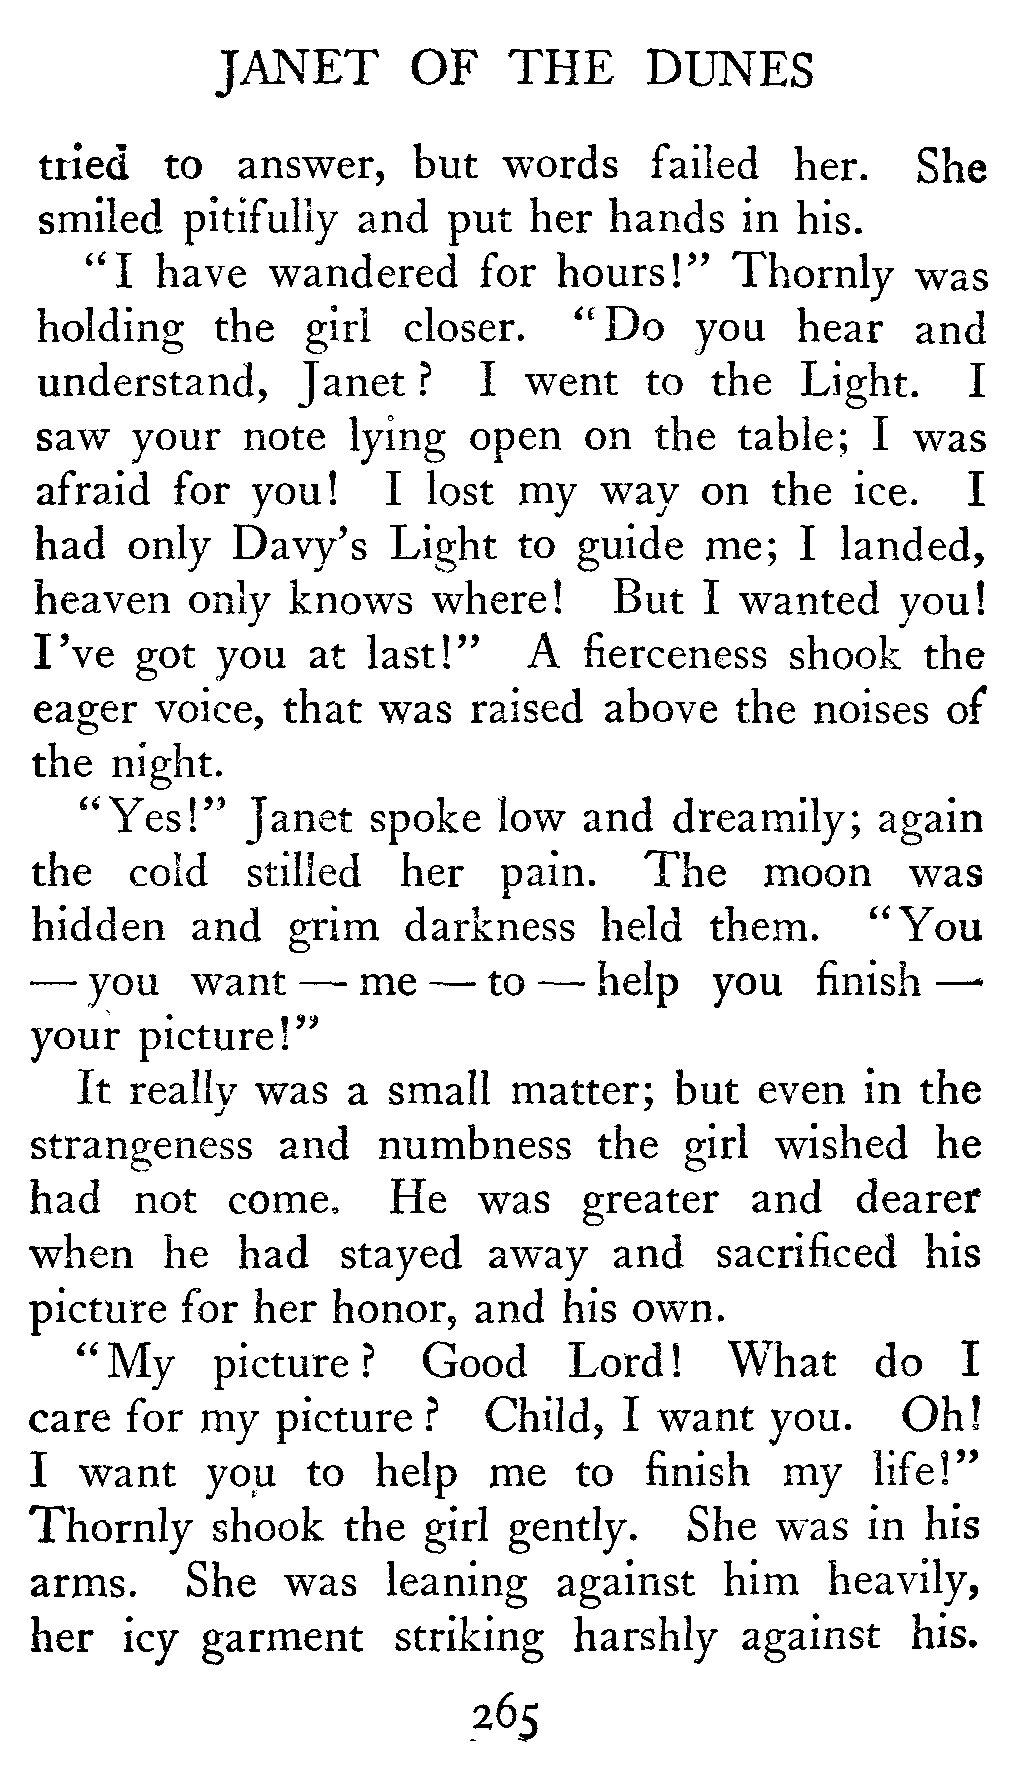 JANET OF THE DUNES
tried to answer, but words failed her. She
smiled pitifully and put her hands in his.
"I have wandered for hours!" Thornly was
holding the girl closer. "Do you hear and
understand, Janet? I went to the Light. I
saw your note lying open on the table; I was
afraid for you! I lost my way on the ice. I
had only Davy's Light to guide me; I landed,
heaven only knows where! But I wanted you!
I've got you at last!" A fierceness shook the
eager voice, that was raised above the noises of
the night.
"Yes!" Janet spoke low and dreamily; again
the cold stilled her pain. The moon was
hidden and grim darkness held them. "You
— you want — me — to — help you finish —
your picture!"
It really was a small matter; but even in the
strangeness and numbness the girl wished he
had not come. He was greater and dearer
when he had stayed away and sacrificed his
picture for her honor, and his own.
"My picture? Good Lord! What do I
care for my picture? Child, I want you. Oh!
I want you to help me to finish my life!"
Thornly shook the girl gently. She was in his
arms. She was leaning against him heavily,
her icy garment striking harshly against his.
265